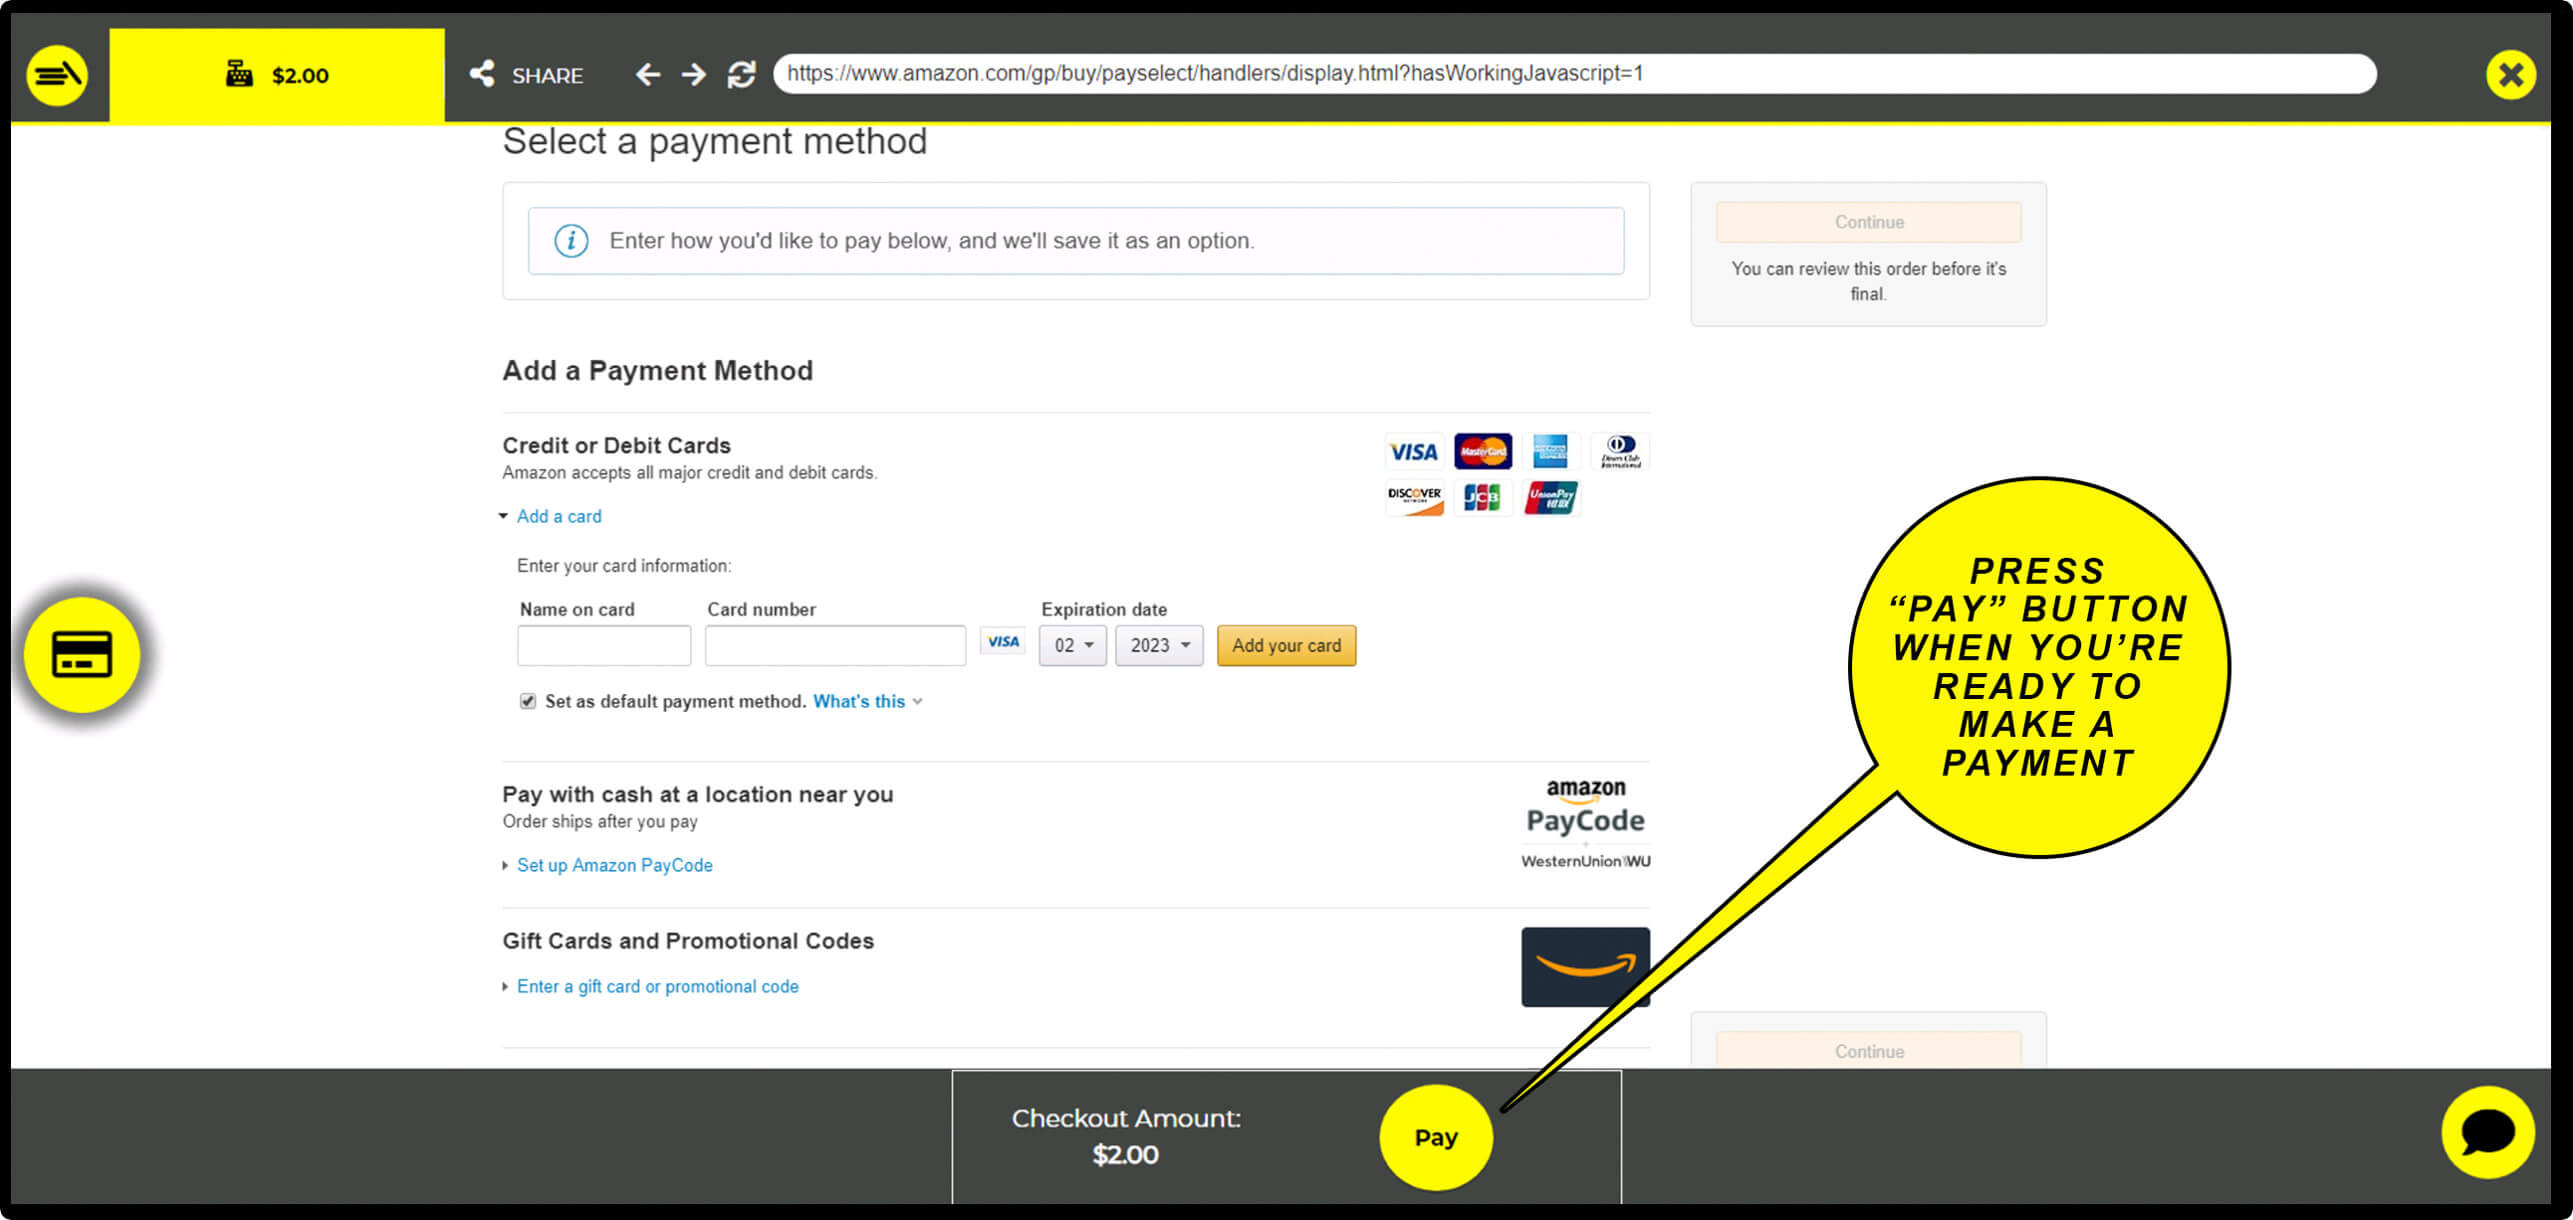 $2.00
SHARE
https://www.amazon.com/gp/buy/payselect/handlers/display.html?hasWorkingJavascript=1
Select a payment method
Enter how you'd like to pay below, and we'll save it as an option.
Continue
You can review this order before it's
final.
Add a Payment Method
Credit or Debit Cards
Amazon accepts all major credit and debit cards.
VISA
MasterCard
Diners Club
International
DISCOVER
NETWORK
JCB
UnionPay
Add a card
Enter your card information:
Name on card
Card number
Expiration date
VISA
02
2023
Add your card
Set as default payment method. What's this
Pay with cash at a location near you
Order ships after you pay
Set up Amazon PayCode
amazon
PayCode
WesternUnion WU
Gift Cards and Promotional Codes
Enter a gift card or promotional code
Continue
PRESS
“PAY” BUTTON
WHEN YOU’RE
READY TO
MAKE A
PAYMENT
Checkout Amount:
$2.00
Pay